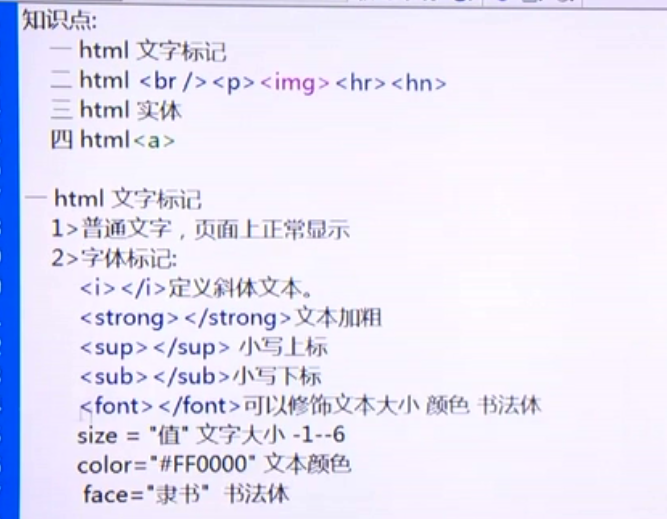 知识点:
一 html 文字标记
二 html <br /><p><img><hr><hn>
三 html 实体
四 html<a>
一 html 文字标记
1>普通文字，页面上正常显示
2>字体标记:
<i></i>定义斜体文本。
<strong></strong>文本加粗
<sup></sup> 小写上标
<sub></sub>小写下标
<font></font>可以修饰文本大小 颜色 书法体
size = "值" 文字大小 -1--6
color="#FF0000" 文本颜色
face="隶书" 书法体